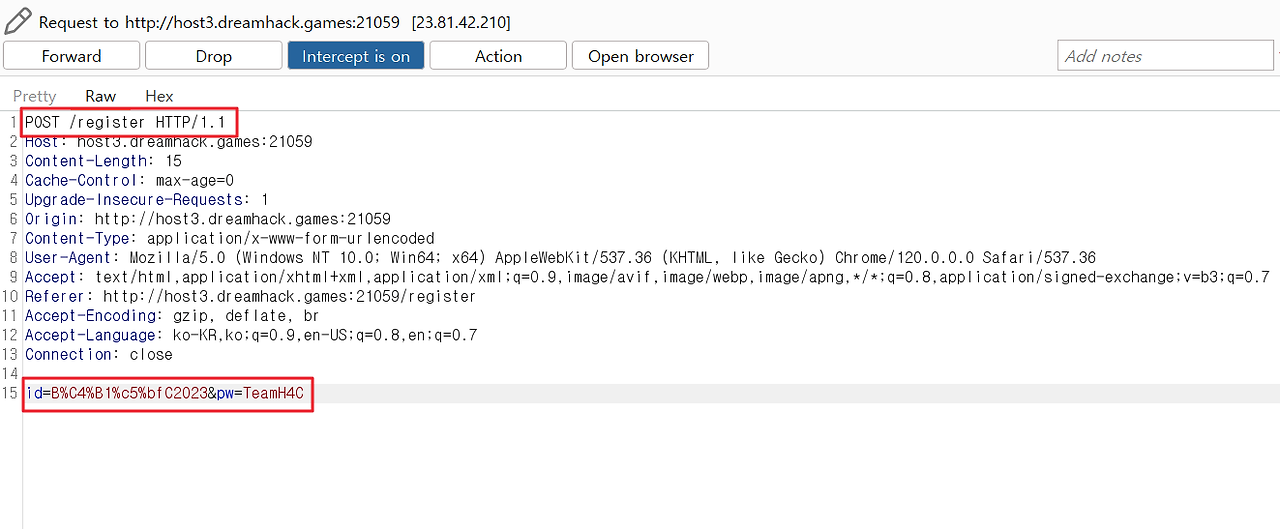 Request to http://host3.dreamhack.games:21059 [23.81.42.210]
Forward Drop Intercept is on Action Open browser Add notes
Pretty Raw Hex
1 POST /register HTTP/1.1
2 Host: host3.dreamhack.games:21059
3 Content-Length: 15
4 Cache-Control: max-age=0
5 Upgrade-Insecure-Requests: 1
6 Origin: http://host3.dreamhack.games:21059
7 Content-Type: application/x-www-form-urlencoded
8 User-Agent: Mozilla/5.0 (Windows NT 10.0; Win64; x64) AppleWebKit/537.36 (KHTML, like Gecko) Chrome/120.0.0.0 Safari/537.36
9 Accept: text/html,application/xhtml+xml,application/xml;q=0.9,image/avif,image/webp,image/apng,*/*;q=0.8,application/signed-exchange;v=b3;q=0.7
10 Referer: http://host3.dreamhack.games:21059/register
11 Accept-Encoding: gzip, deflate, br
12 Accept-Language: ko-KR,ko;q=0.9,en-US;q=0.8,en;q=0.7
13 Connection: close
14
15 id=B%C4%B1%c5%bfC2023&pw=TeamH4C